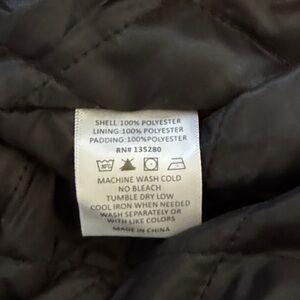 SHELL:100% POLYESTER
LINING:100% POLYESTER
PADDING:100% POLYESTER
RN# 135280
MACHINE WASH COLD
NO BLEACH
TUMBLE DRY LOW
COOL IRON WHEN NEEDED
WASH SEPARATELY OR
WITH LIKE COLORS
MADE IN CHINA